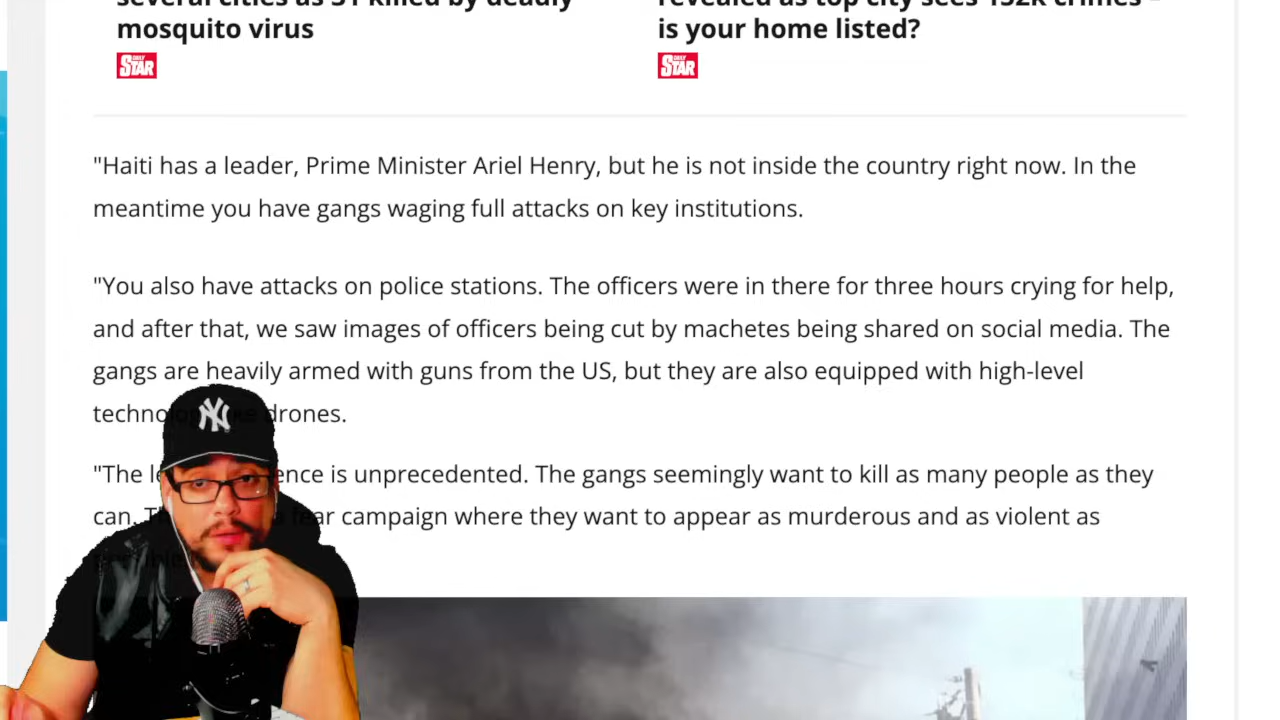 several cities as 31 killed by deadly
mosquito virus
DAILY STAR
revealed as top city sees 132k crimes –
is your home listed?
DAILY STAR
"Haiti has a leader, Prime Minister Ariel Henry, but he is not inside the country right now. In the
meantime you have gangs waging full attacks on key institutions.
"You also have attacks on police stations. The officers were in there for three hours crying for help,
and after that, we saw images of officers being cut by machetes being shared on social media. The
gangs are heavily armed with guns from the US, but they are also equipped with high-level
drones.
"The is unprecedented. The gangs seemingly want to kill as many people as they
can. fear campaign where they want to appear as murderous and as violent as
NY